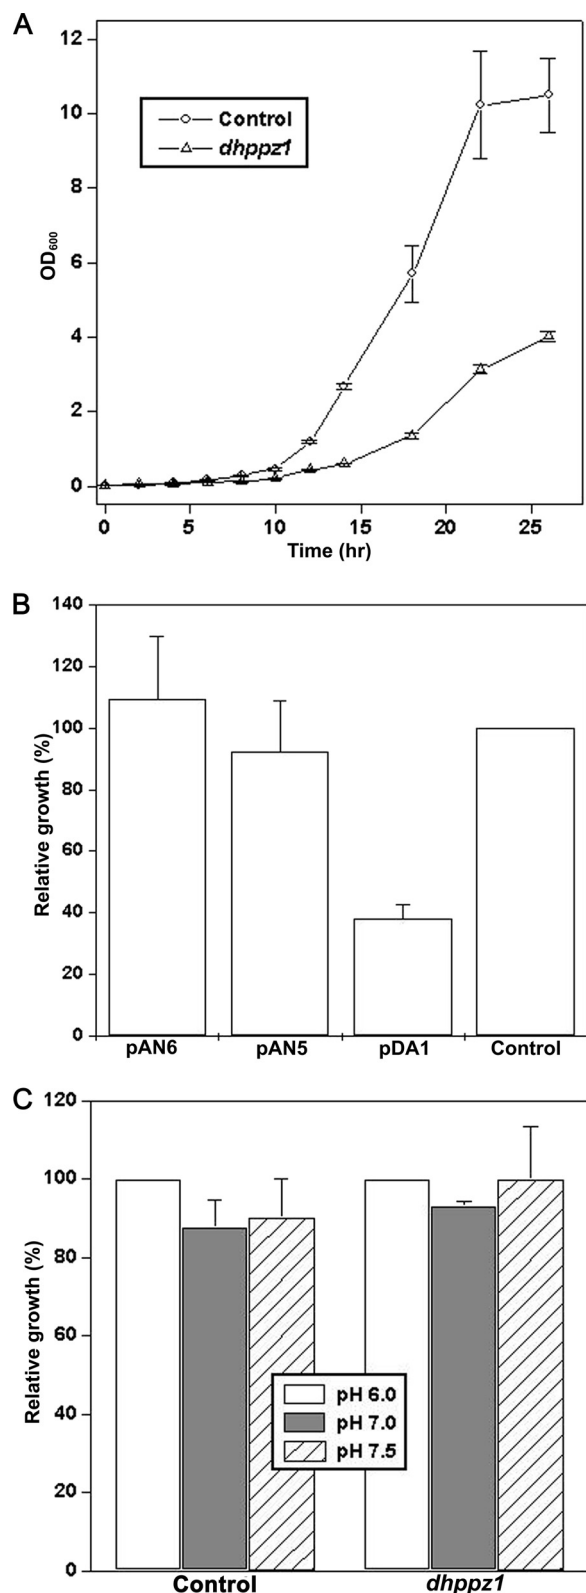 A
12
10
8
6
4
2
0
OD600
Control
dhppz1
0 5 10 15 20 25
Time (hr)
B
140
120
100
80
60
40
20
0
Relative growth (%)
pAN6 pAN5 pDA1 Control
C
120
100
80
60
40
20
0
Relative growth (%)
pH 6.0
pH 7.0
pH 7.5
Control dhppz1